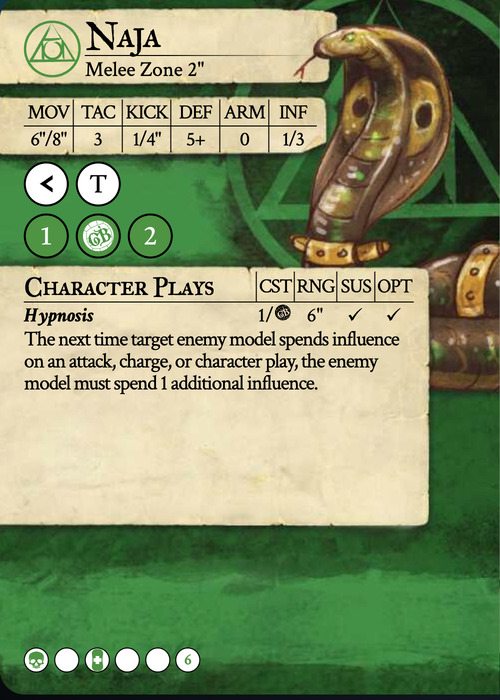 Naja
Melee Zone 2"
MOV TAC KICK DEF ARM INF
6"/8" 3 1/4" 5+ 0 1/3
< T
1 GB 2
Character Plays CST RNG SUS OPT
Hypnosis 1/GB 6" ✓ ✓
The next time target enemy model spends influence
on an attack, charge, or character play, the enemy
model must spend 1 additional influence.
6